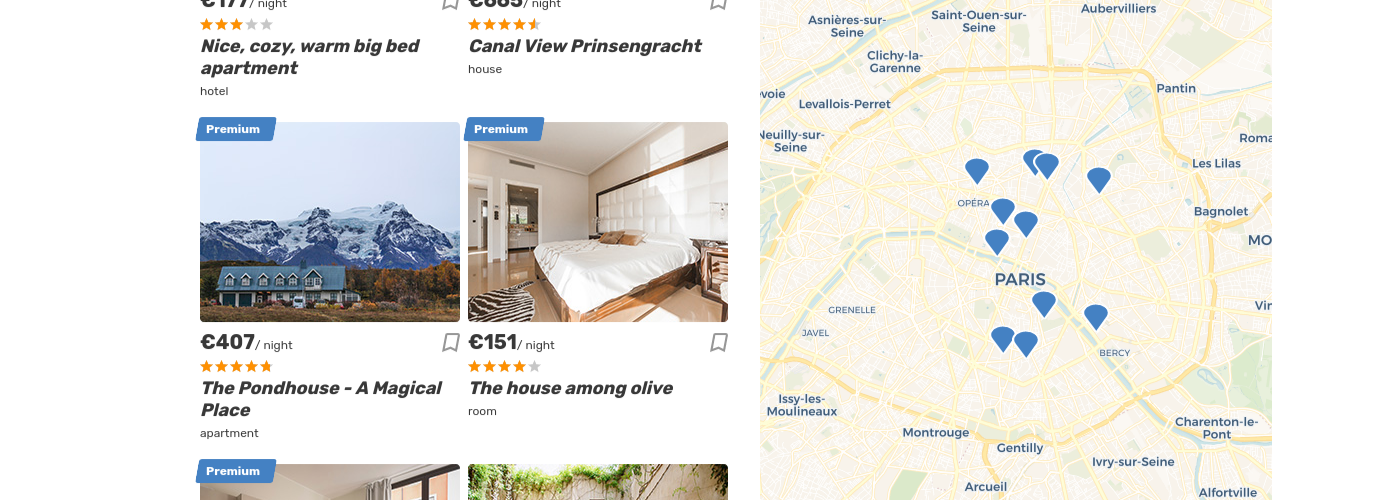 €177/ night
€665/ night
Nice, cozy, warm big bed
apartment
hotel
Canal View Prinsengracht
house
Premium
Premium
€407/ night
The Pondhouse - A Magical
Place
apartment
€151/ night
The house among olive
room
Premium
Aubervilliers
Saint-Ouen-sur-
Seine
Asnières-sur-
Seine
Clichy-la-
Garenne
Pantin
voie
Levallois-Perret
Neuilly-sur-
Seine
Roma
Les Lilas
OPÉRA
Bagnolet
MO
PARIS
GRENELLE
Vin
JAVEL
BERCY
Issy-les-
Moulineaux
Charenton-le-
Pont
Montrouge
Gentilly
Ivry-sur-Seine
Arcueil
Alfortville